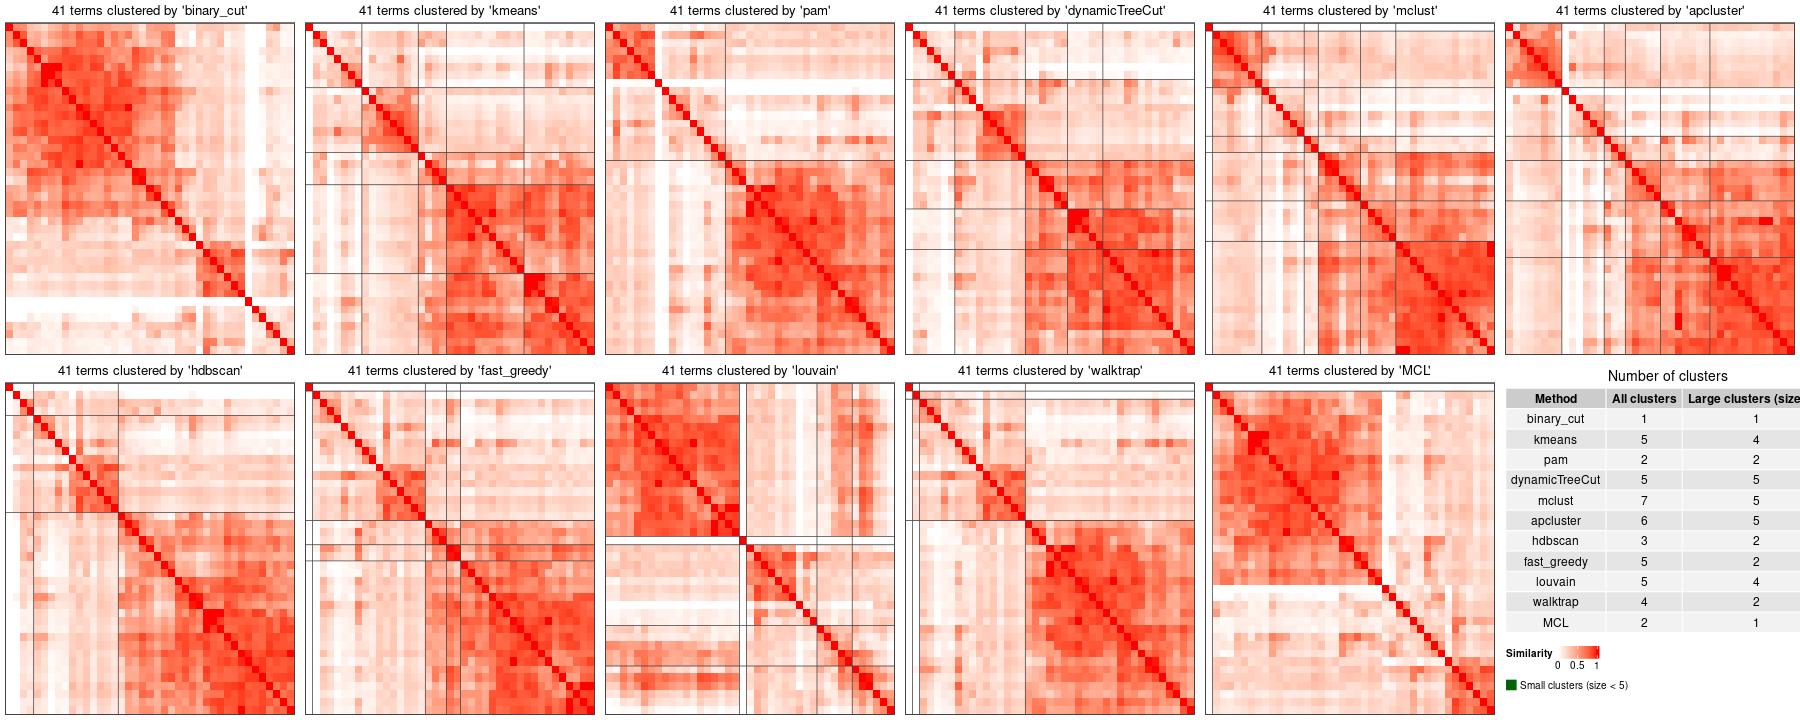 41 terms clustered by 'binary_cut'
41 terms clustered by 'kmeans'
41 terms clustered by 'pam'
41 terms clustered by 'dynamicTreeCut'
41 terms clustered by 'mclust'
41 terms clustered by 'apcluster'
41 terms clustered by 'hdbscan'
41 terms clustered by 'fast_greedy'
41 terms clustered by 'louvain'
41 terms clustered by 'walktrap'
41 terms clustered by 'MCL'
Number of clusters
Method All clusters Large clusters (size
binary_cut 1 1
kmeans 5 4
pam 2 2
dynamicTreeCut 5 5
mclust 7 5
apcluster 6 5
hdbscan 3 2
fast_greedy 5 2
louvain 5 4
walktrap 4 2
MCL 2 1
Similarity
0 0.5 1
Small clusters (size < 5)